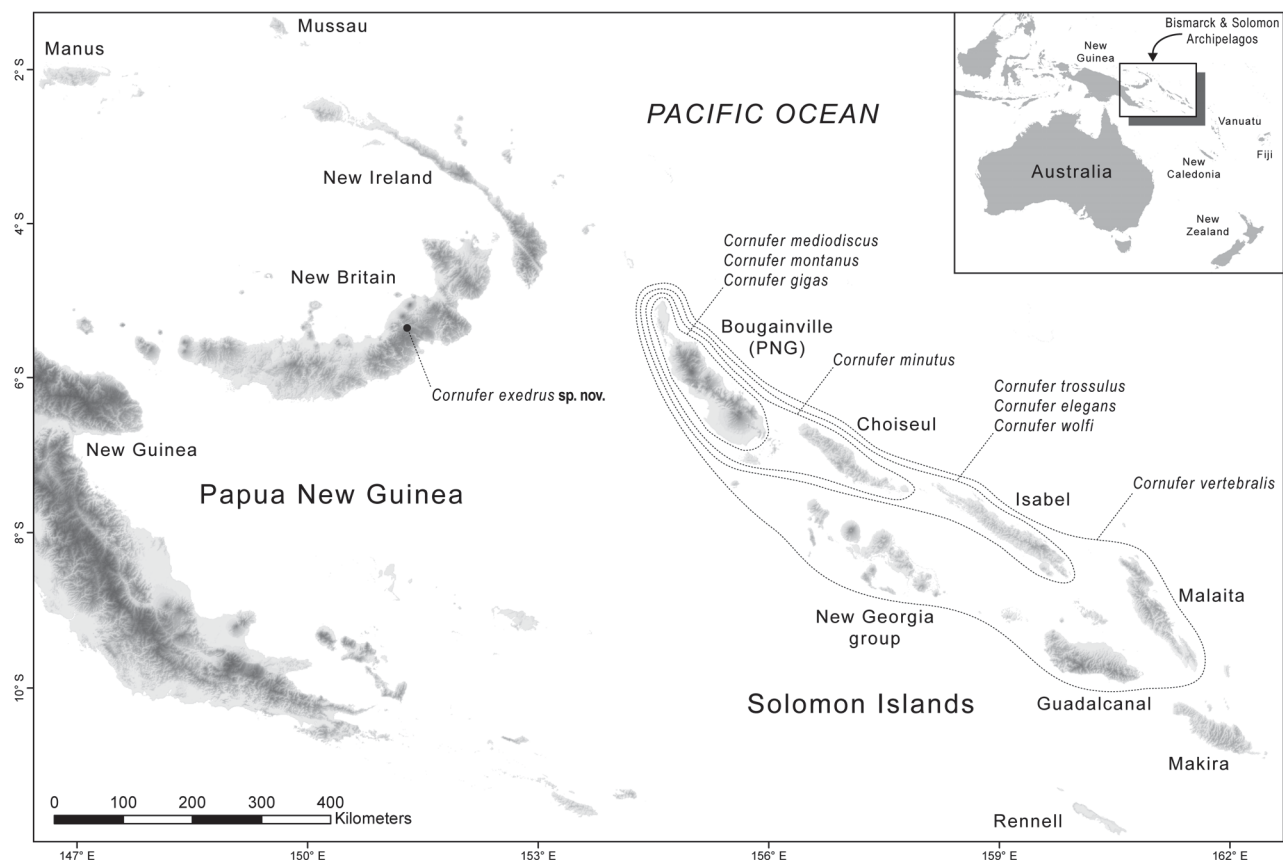 Mussau
Manus
2°S
4°S
6°S
8°S
10°S
New Ireland
New Britain
Cornufer exedrus sp. nov.
New Guinea
Papua New Guinea
PACIFIC OCEAN
Cornufer mediodiscus
Cornufer montanus
Cornufer gigas
Bougainville
(PNG)
Cornufer minutus
Choiseul
Cornufer trossulus
Cornufer elegans
Cornufer wolfi
Isabel
Cornufer vertebralis
Malaita
New Georgia
group
Solomon Islands
Guadalcanal
Makira
Rennell
Bismarck & Solomon
Archipelagos
New
Guinea
Vanuatu
Fiji
New
Caledonia
Australia
New
Zealand
0 100 200 300 400
Kilometers
147° E 150° E 153° E 156° E 159° E 162° E